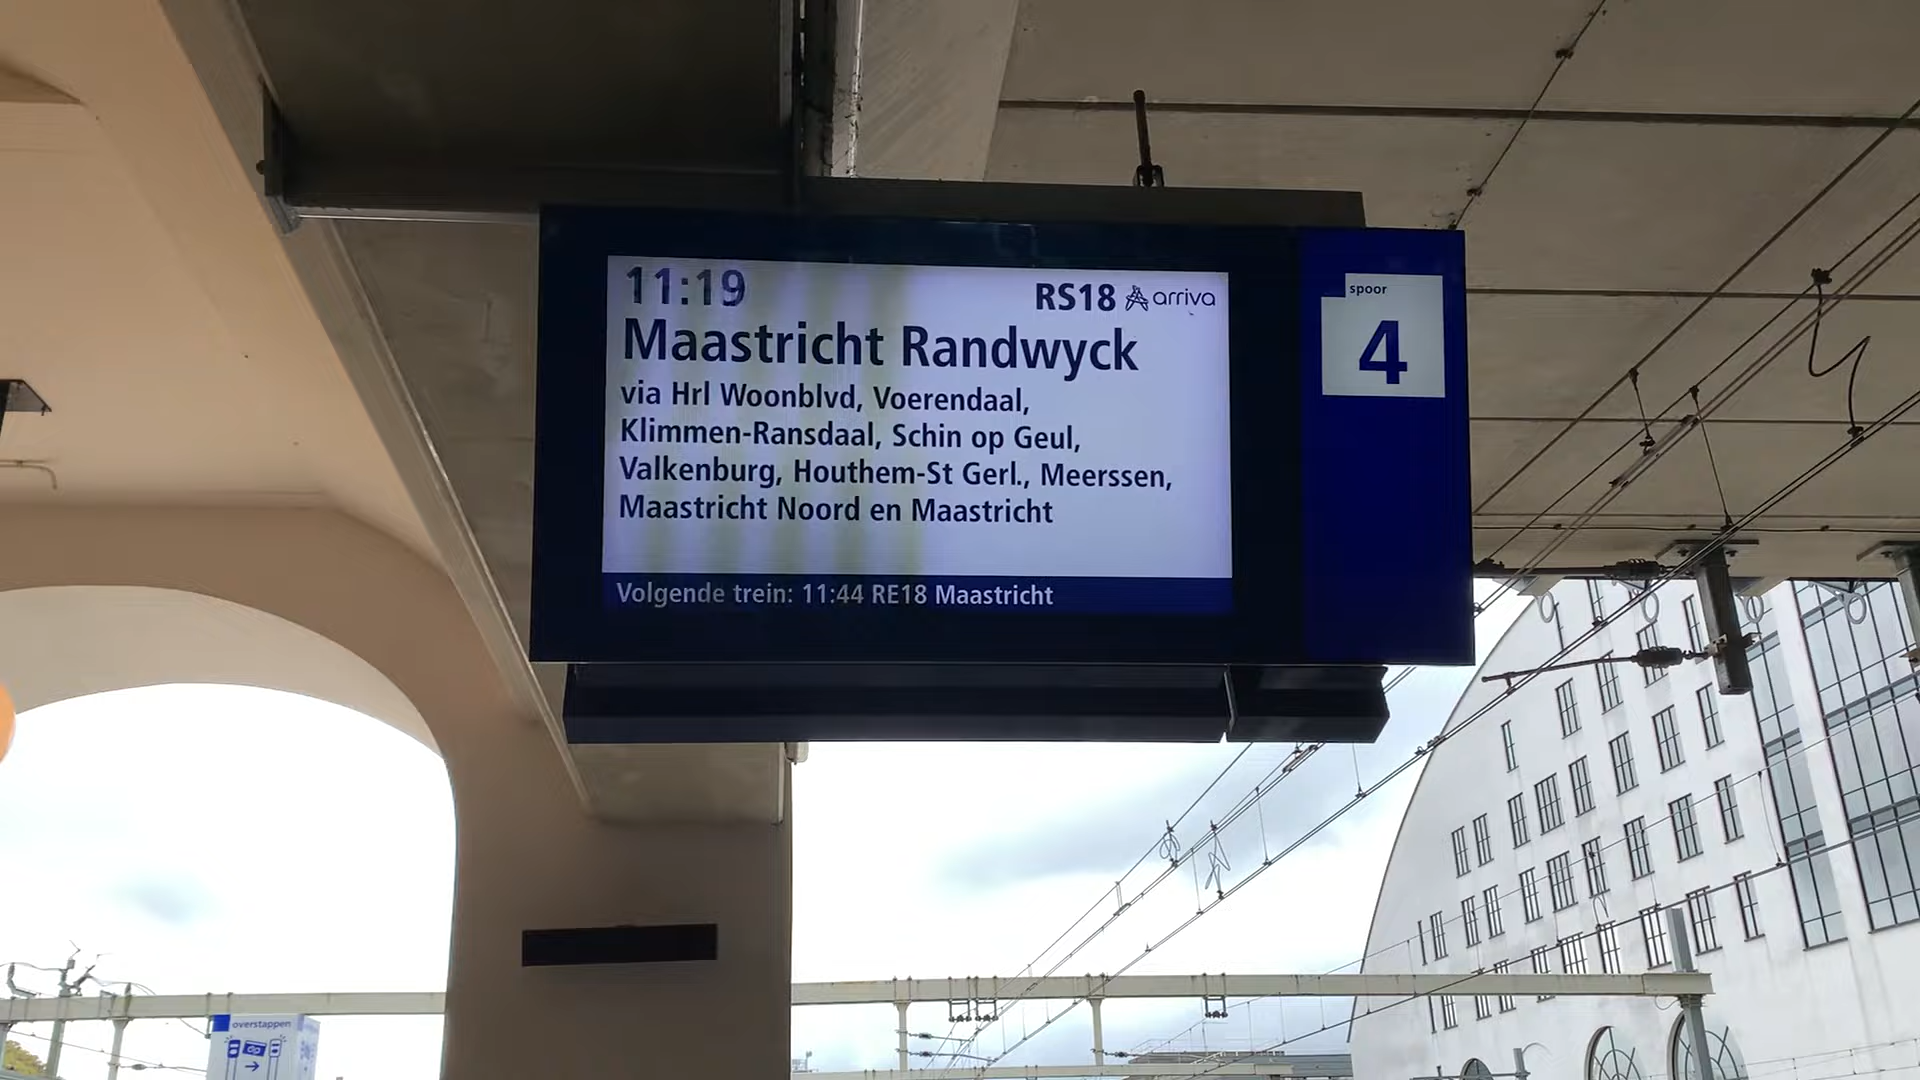 11:19
RS18 arriva
Maastricht Randwyck
via Hrl Woonblvd, Voerendaal,
Klimmen-Ransdaal, Schin op Geul,
Valkenburg, Houthem-St Gerl., Meerssen,
Maastricht Noord en Maastricht
Volgende trein: 11:44 RE18 Maastricht
spoor
4
overstappen